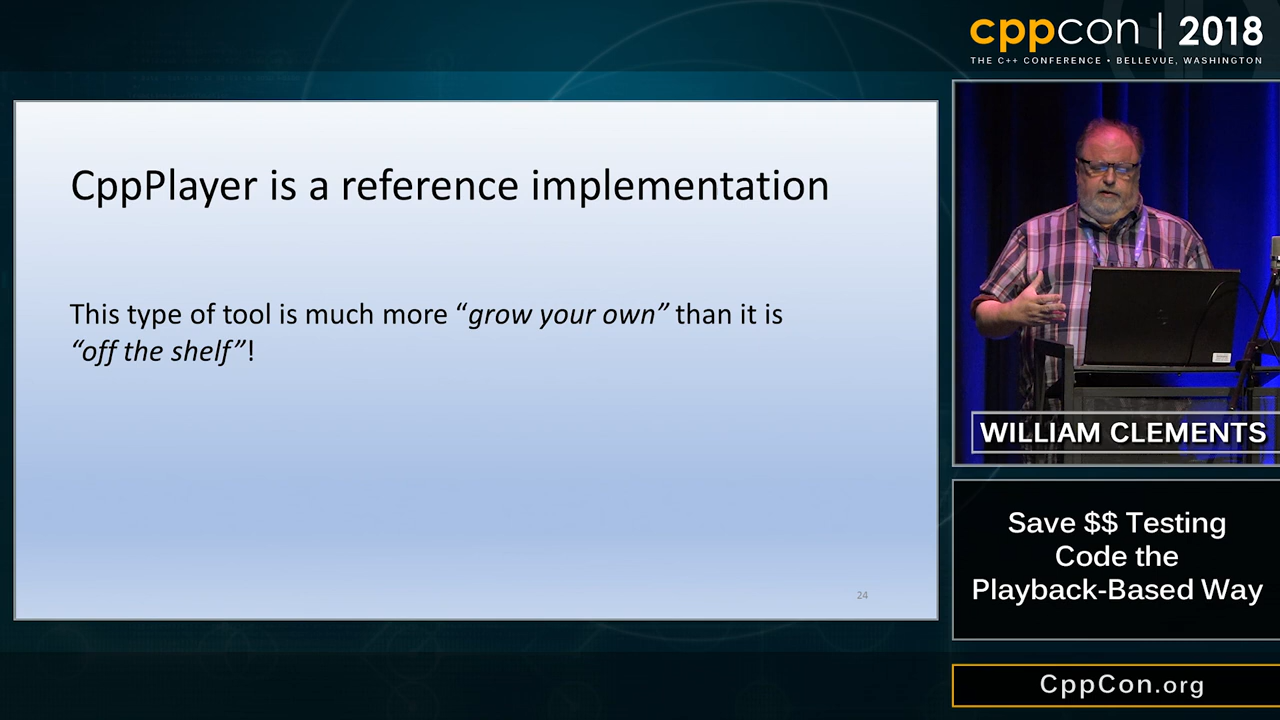 cppcon | 2018
THE C++ CONFERENCE • BELLEVUE, WASHINGTON
CppPlayer is a reference implementation
This type of tool is much more “grow your own” than it is
“off the shelf”!
24
WILLIAM CLEMENTS
Save $$ Testing
Code the
Playback-Based Way
CppCon.org